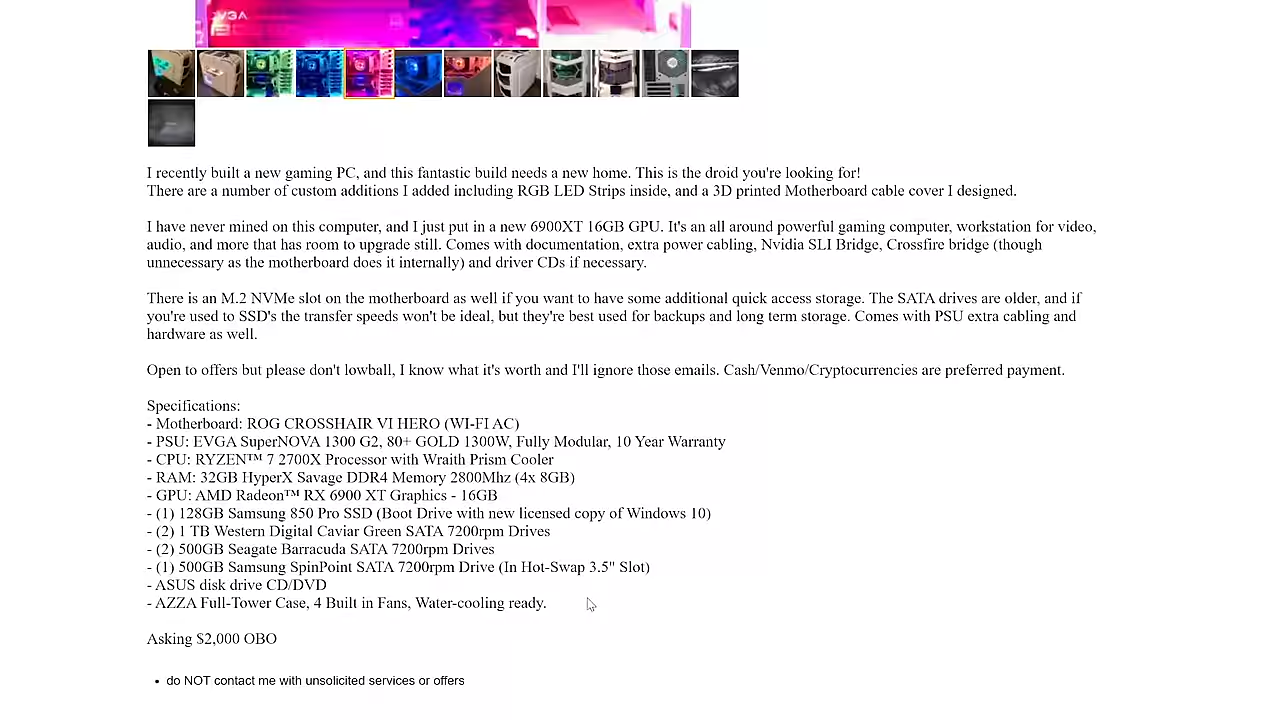 EVGA
I recently built a new gaming PC, and this fantastic build needs a new home. This is the droid you're looking for!
There are a number of custom additions I added including RGB LED Strips inside, and a 3D printed Motherboard cable cover I designed.
I have never mined on this computer, and I just put in a new 6900XT 16GB GPU. It's an all around powerful gaming computer, workstation for video,
audio, and more that has room to upgrade still. Comes with documentation, extra power cabling, Nvidia SLI Bridge, Crossfire bridge (though
unnecessary as the motherboard does it internally) and driver CDs if necessary.
There is an M.2 NVMe slot on the motherboard as well if you want to have some additional quick access storage. The SATA drives are older, and if
you're used to SSD's the transfer speeds won't be ideal, but they're best used for backups and long term storage. Comes with PSU extra cabling and
hardware as well.
Open to offers but please don't lowball, I know what it's worth and I'll ignore those emails. Cash/Venmo/Cryptocurrencies are preferred payment.
Specifications:
- Motherboard: ROG CROSSHAIR VI HERO (WI-FI AC)
- PSU: EVGA SuperNOVA 1300 G2, 80+ GOLD 1300W, Fully Modular, 10 Year Warranty
- CPU: RYZEN™ 7 2700X Processor with Wraith Prism Cooler
- RAM: 32GB HyperX Savage DDR4 Memory 2800Mhz (4x 8GB)
- GPU: AMD Radeon™ RX 6900 XT Graphics - 16GB
- (1) 128GB Samsung 850 Pro SSD (Boot Drive with new licensed copy of Windows 10)
- (2) 1 TB Western Digital Caviar Green SATA 7200rpm Drives
- (2) 500GB Seagate Barracuda SATA 7200rpm Drives
- (1) 500GB Samsung SpinPoint SATA 7200rpm Drive (In Hot-Swap 3.5" Slot)
- ASUS disk drive CD/DVD
- AZZA Full-Tower Case, 4 Built in Fans, Water-cooling ready.
Asking $2,000 OBO
• do NOT contact me with unsolicited services or offers